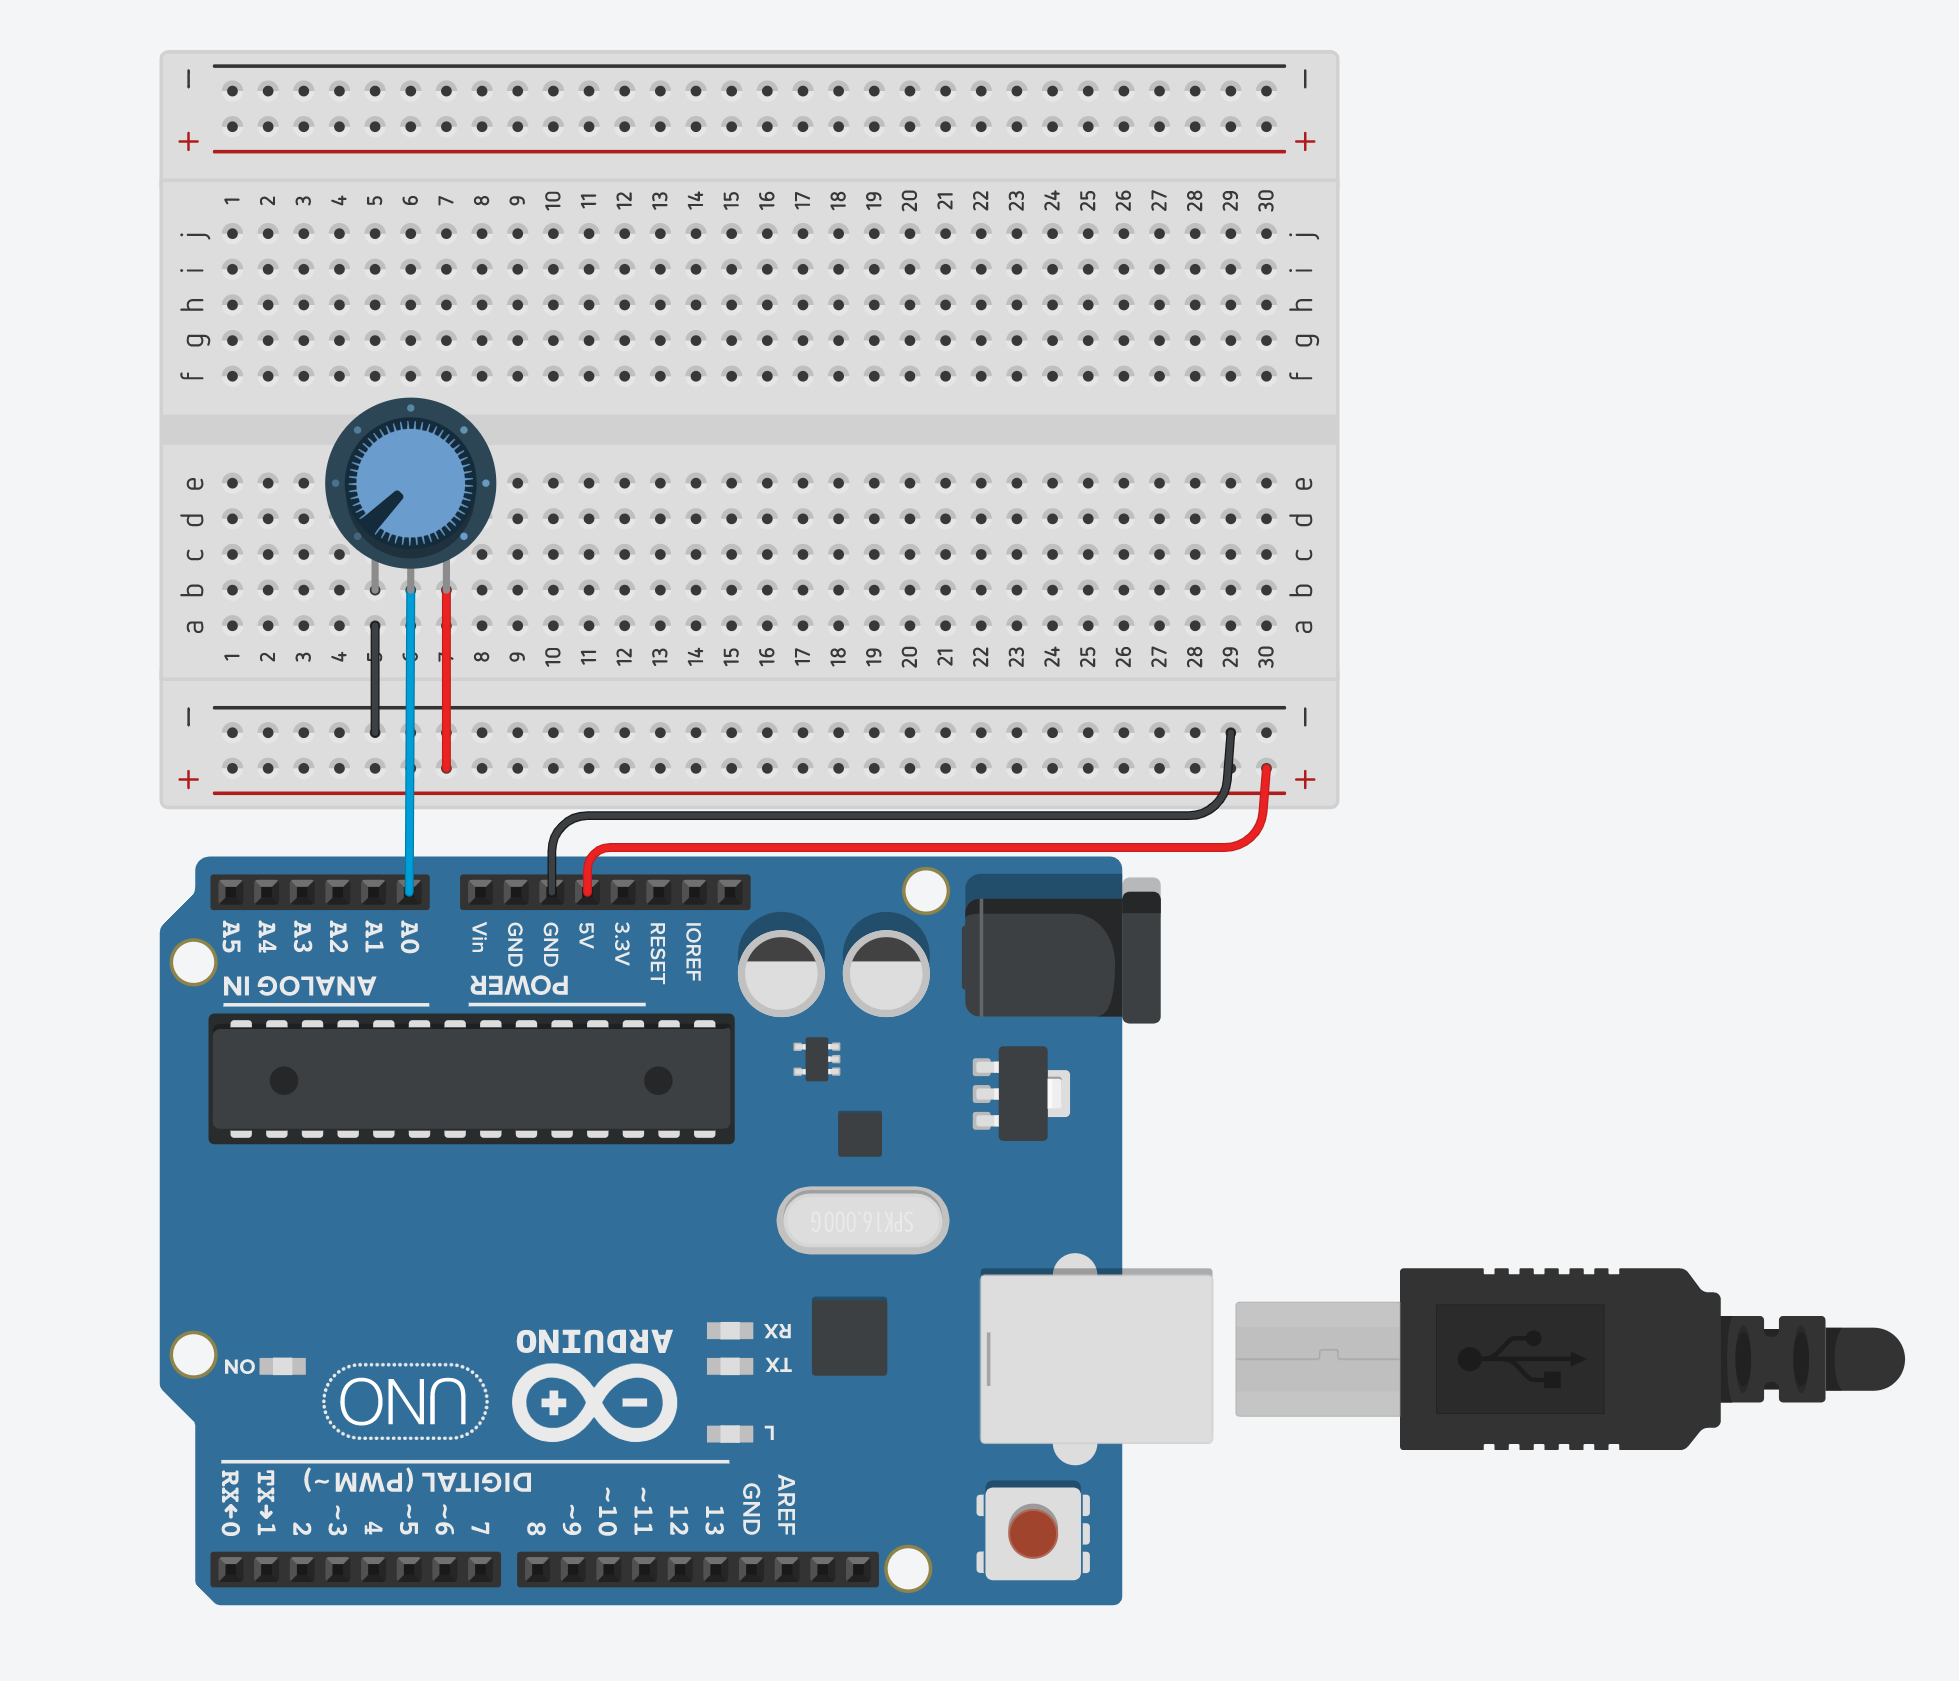 − −
+ +
1 2 3 4 5 6 7 8 9 10 11 12 13 14 15 16 17 18 19 20 21 22 23 24 25 26 27 28 29 30
j j
i i
h h
g g
f f
e e
d d
c c
b b
a a
1 2 3 4 5 6 7 8 9 10 11 12 13 14 15 16 17 18 19 20 21 22 23 24 25 26 27 28 29 30
− −
+ +
A5 A4 A3 A2 A1 A0 Vin GND GND 5V 3.3V RESET IOREF
ANALOG IN POWER
SPK16.000G
ARDUINO RX
ON TX
UNO + −
L
DIGITAL (PWM ~)
RX←0 TX→1 2 ~3 4 ~5 ~6 7 8 ~9 ~10 ~11 12 13 GND AREF